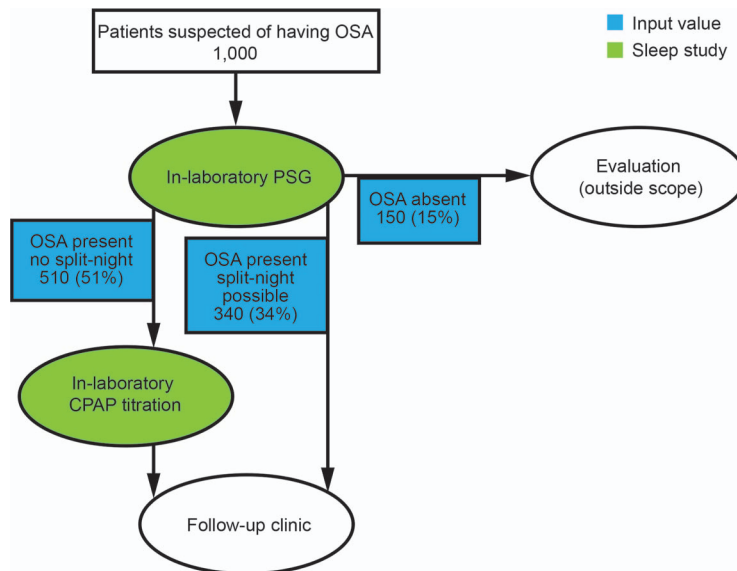 Patients suspected of having OSA
1,000
Input value
Sleep study
In-laboratory PSG
Evaluation
(outside scope)
OSA absent
150 (15%)
OSA present
no split-night
510 (51%)
OSA present
split-night
possible
340 (34%)
In-laboratory
CPAP titration
Follow-up clinic